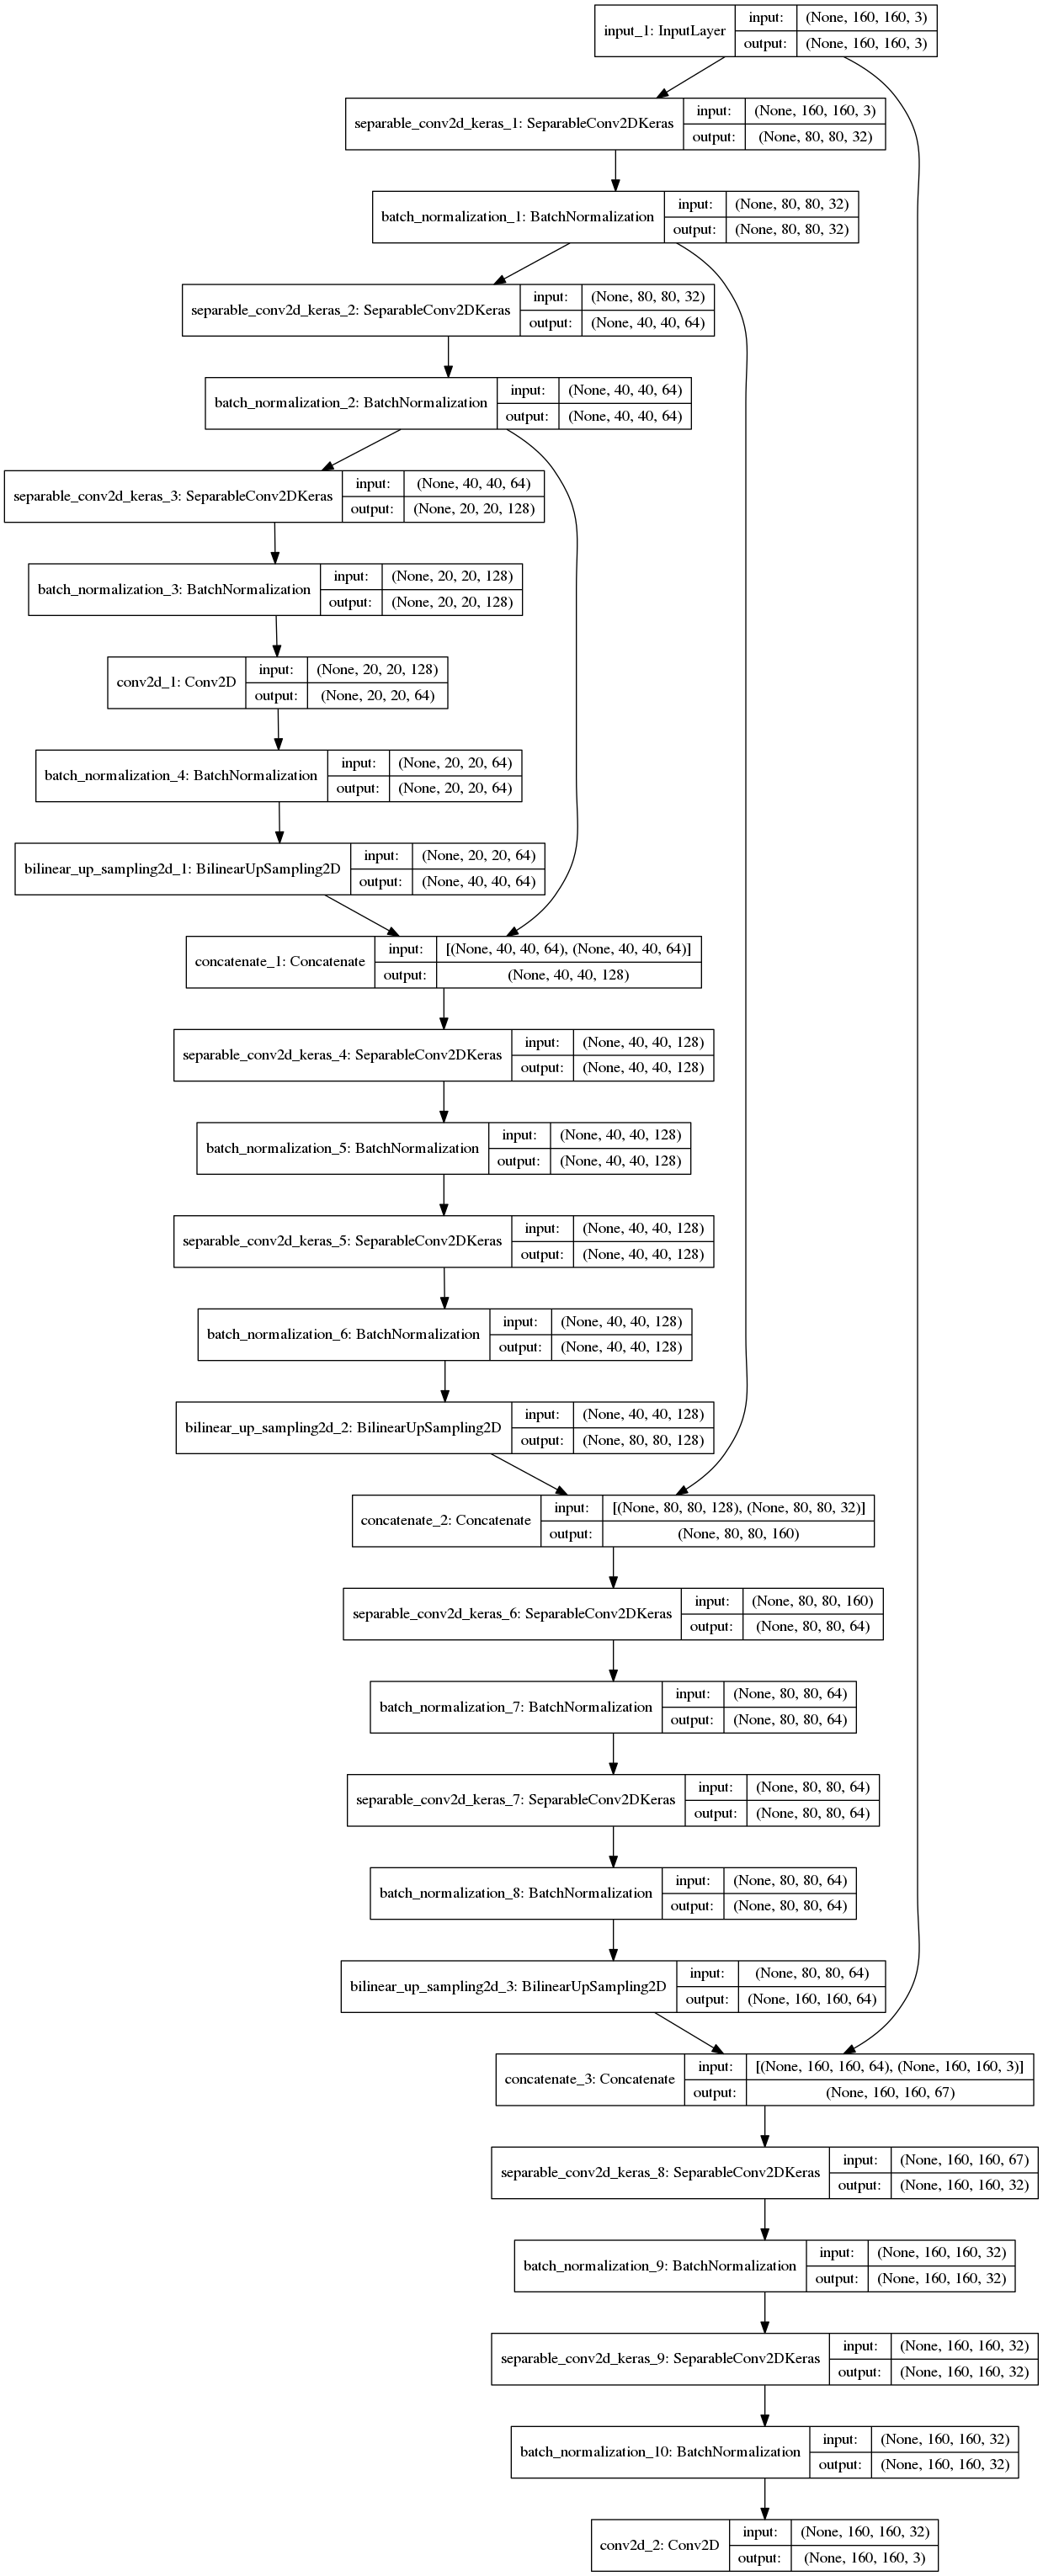 input_1: InputLayer
input: (None, 160, 160, 3)
output: (None, 160, 160, 3)
separable_conv2d_keras_1: SeparableConv2DKeras
input: (None, 160, 160, 3)
output: (None, 80, 80, 32)
batch_normalization_1: BatchNormalization
input: (None, 80, 80, 32)
output: (None, 80, 80, 32)
separable_conv2d_keras_2: SeparableConv2DKeras
input: (None, 80, 80, 32)
output: (None, 40, 40, 64)
batch_normalization_2: BatchNormalization
input: (None, 40, 40, 64)
output: (None, 40, 40, 64)
separable_conv2d_keras_3: SeparableConv2DKeras
input: (None, 40, 40, 64)
output: (None, 20, 20, 128)
batch_normalization_3: BatchNormalization
input: (None, 20, 20, 128)
output: (None, 20, 20, 128)
conv2d_1: Conv2D
input: (None, 20, 20, 128)
output: (None, 20, 20, 64)
batch_normalization_4: BatchNormalization
input: (None, 20, 20, 64)
output: (None, 20, 20, 64)
bilinear_up_sampling2d_1: BilinearUpSampling2D
input: (None, 20, 20, 64)
output: (None, 40, 40, 64)
concatenate_1: Concatenate
input: [(None, 40, 40, 64), (None, 40, 40, 64)]
output: (None, 40, 40, 128)
separable_conv2d_keras_4: SeparableConv2DKeras
input: (None, 40, 40, 128)
output: (None, 40, 40, 128)
batch_normalization_5: BatchNormalization
input: (None, 40, 40, 128)
output: (None, 40, 40, 128)
separable_conv2d_keras_5: SeparableConv2DKeras
input: (None, 40, 40, 128)
output: (None, 40, 40, 128)
batch_normalization_6: BatchNormalization
input: (None, 40, 40, 128)
output: (None, 40, 40, 128)
bilinear_up_sampling2d_2: BilinearUpSampling2D
input: (None, 40, 40, 128)
output: (None, 80, 80, 128)
concatenate_2: Concatenate
input: [(None, 80, 80, 128), (None, 80, 80, 32)]
output: (None, 80, 80, 160)
separable_conv2d_keras_6: SeparableConv2DKeras
input: (None, 80, 80, 160)
output: (None, 80, 80, 64)
batch_normalization_7: BatchNormalization
input: (None, 80, 80, 64)
output: (None, 80, 80, 64)
separable_conv2d_keras_7: SeparableConv2DKeras
input: (None, 80, 80, 64)
output: (None, 80, 80, 64)
batch_normalization_8: BatchNormalization
input: (None, 80, 80, 64)
output: (None, 80, 80, 64)
bilinear_up_sampling2d_3: BilinearUpSampling2D
input: (None, 80, 80, 64)
output: (None, 160, 160, 64)
concatenate_3: Concatenate
input: [(None, 160, 160, 64), (None, 160, 160, 3)]
output: (None, 160, 160, 67)
separable_conv2d_keras_8: SeparableConv2DKeras
input: (None, 160, 160, 67)
output: (None, 160, 160, 32)
batch_normalization_9: BatchNormalization
input: (None, 160, 160, 32)
output: (None, 160, 160, 32)
separable_conv2d_keras_9: SeparableConv2DKeras
input: (None, 160, 160, 32)
output: (None, 160, 160, 32)
batch_normalization_10: BatchNormalization
input: (None, 160, 160, 32)
output: (None, 160, 160, 32)
conv2d_2: Conv2D
input: (None, 160, 160, 32)
output: (None, 160, 160, 3)